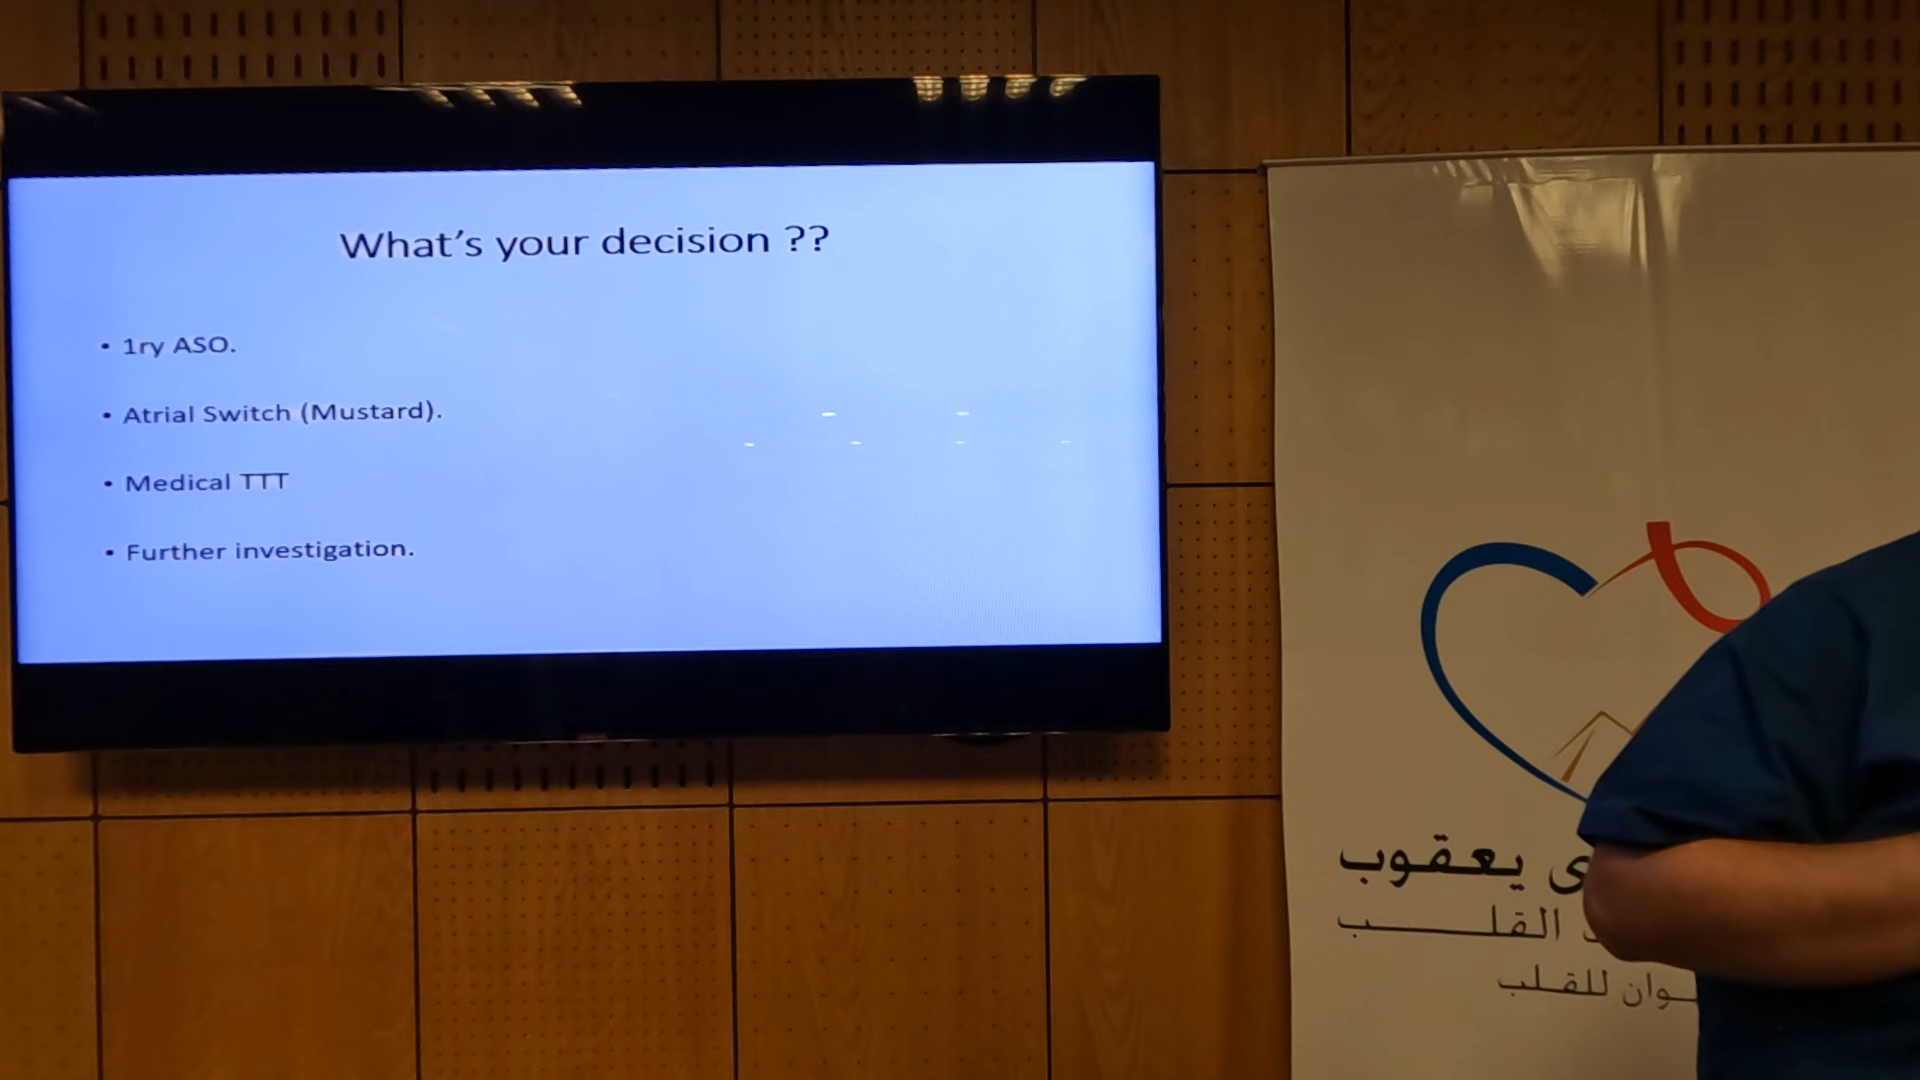 What's your decision ??
• 1ry ASO.
• Atrial Switch (Mustard).
• Medical TTT
• Further investigation.
يعقوب
القلب
للقلب